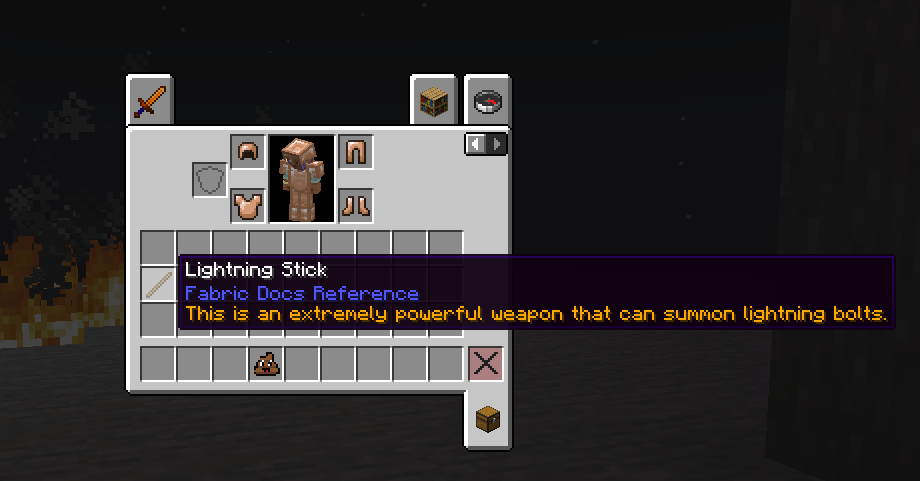 Lightning Stick
Fabric Docs Reference
This is an extremely powerful weapon that can summon lightning bolts.